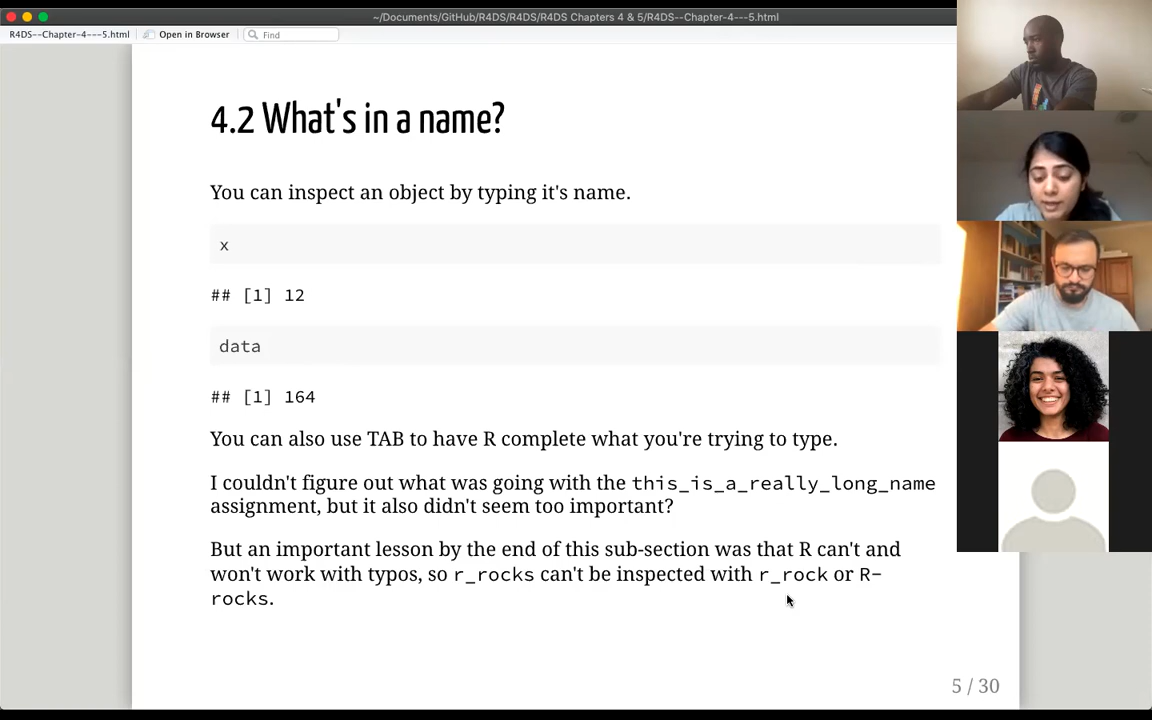 ~/Documents/GitHub/R4DS/R4DS/R4DS Chapters 4 & 5/R4DS--Chapter-4---5.html
R4DS--Chapter-4---5.html Open in Browser Find
4.2 What's in a name?
You can inspect an object by typing it's name.
x
## [1] 12
data
## [1] 164
You can also use TAB to have R complete what you're trying to type.
I couldn't figure out what was going with the this_is_a_really_long_name
assignment, but it also didn't seem too important?
But an important lesson by the end of this sub-section was that R can't and
won't work with typos, so r_rocks can't be inspected with r_rock or R-
rocks.
5 / 30